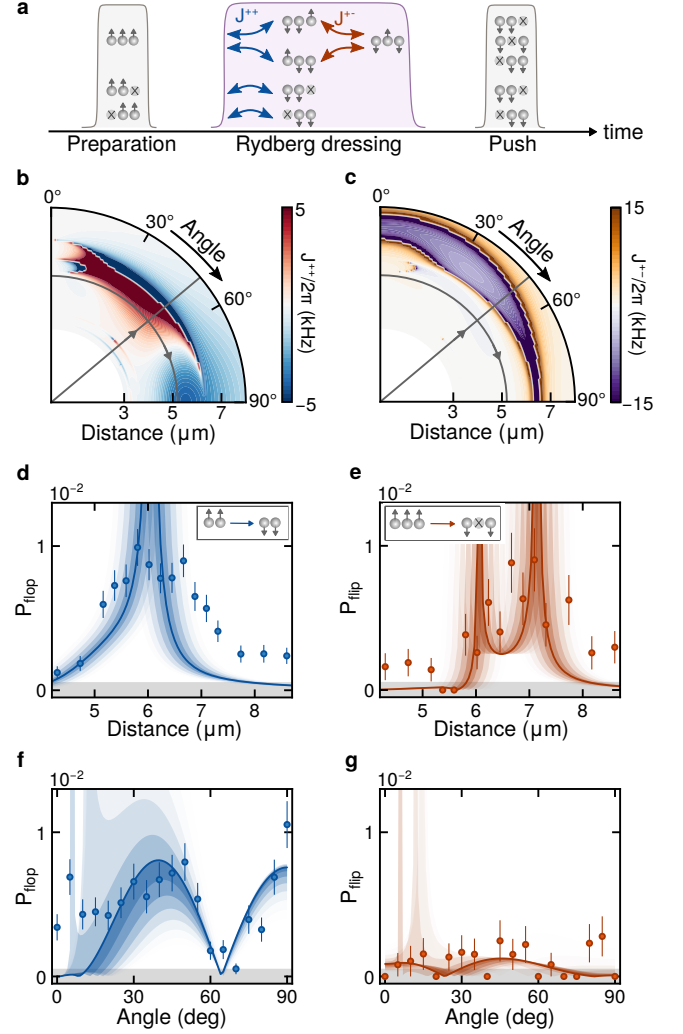 a
J⁺⁺
J⁺⁻
Preparation
Rydberg dressing
Push
time
b
0°
30°
Angle
60°
90°
3
5
7
Distance (µm)
5
−5
J⁺⁺/2π (kHz)
c
0°
30°
Angle
60°
90°
3
5
7
Distance (µm)
15
−15
J⁺⁻/2π (kHz)
d
10⁻²
1
0
P_flop
5
6
7
8
Distance (µm)
e
10⁻²
1
0
P_flip
5
6
7
8
Distance (µm)
f
10⁻²
1
0
P_flop
0
30
60
90
Angle (deg)
g
10⁻²
1
0
P_flip
0
30
60
90
Angle (deg)